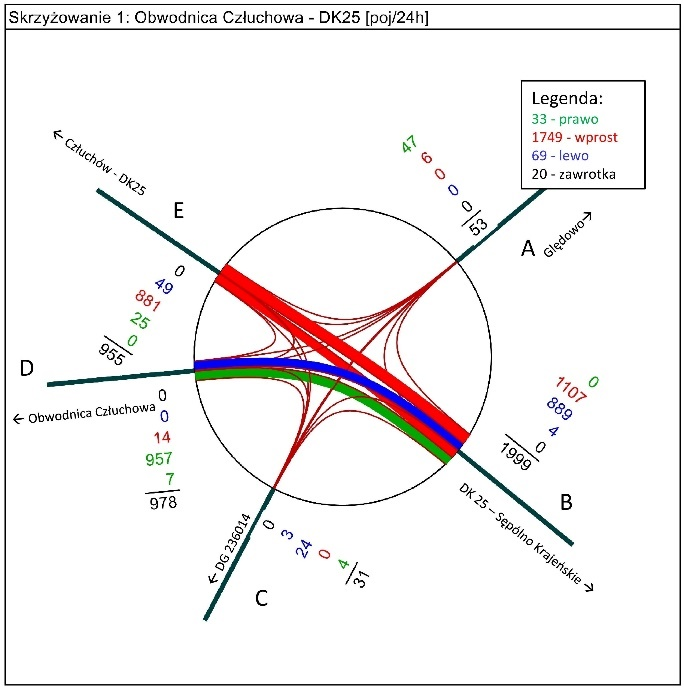 Skrzyżowanie 1: Obwodnica Człuchowa - DK25 [poj/24h]
Legenda:
33 - prawo
1749 - wprost
69 - lewo
20 - zawrotka
47
6
0
0
0
53
A
Ględowo→
← Człuchów - DK25
E
0
49
881
25
0
955
D
← Obwodnica Człuchowa
0
0
14
957
7
978
0
1107
889
4
0
1999
B
DK 25 – Sępólno Krajeńskie →
← DG 236014
C
0
3
24
0
4
31